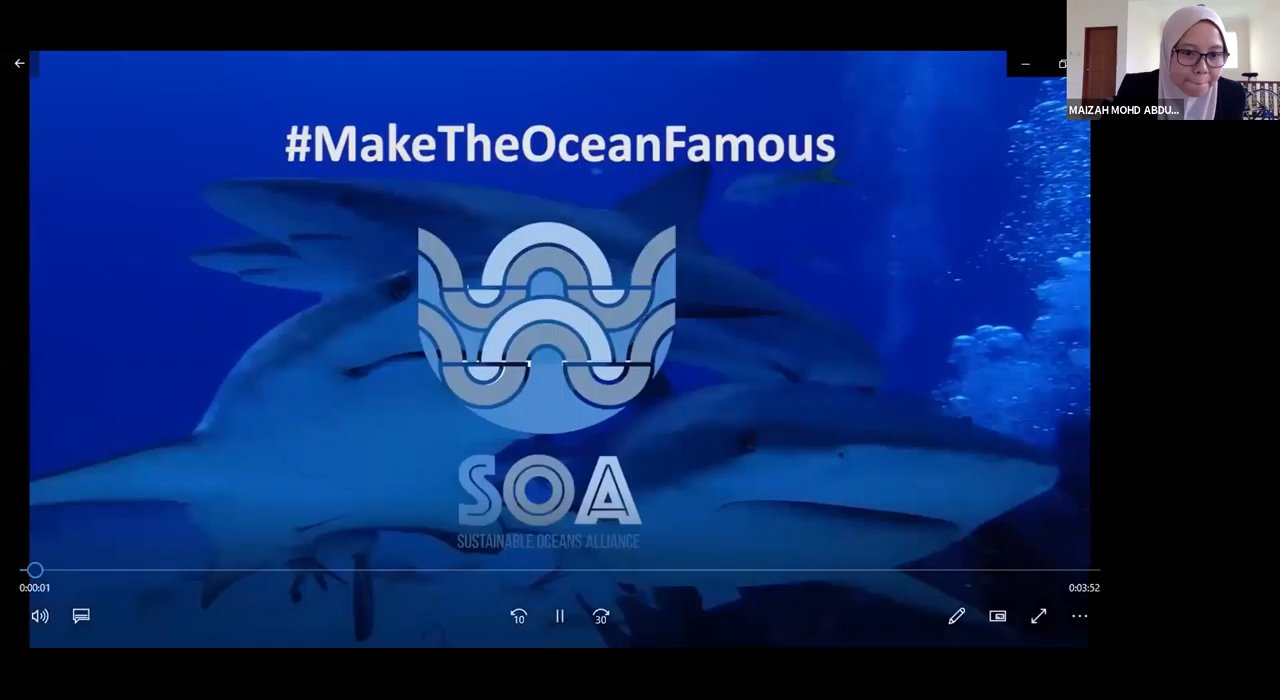 #MakeTheOceanFamous
MAIZAH MOHD ABDU...
SOA
SUSTAINABLE OCEANS ALLIANCE
0:00:01
0:03:52
10
30